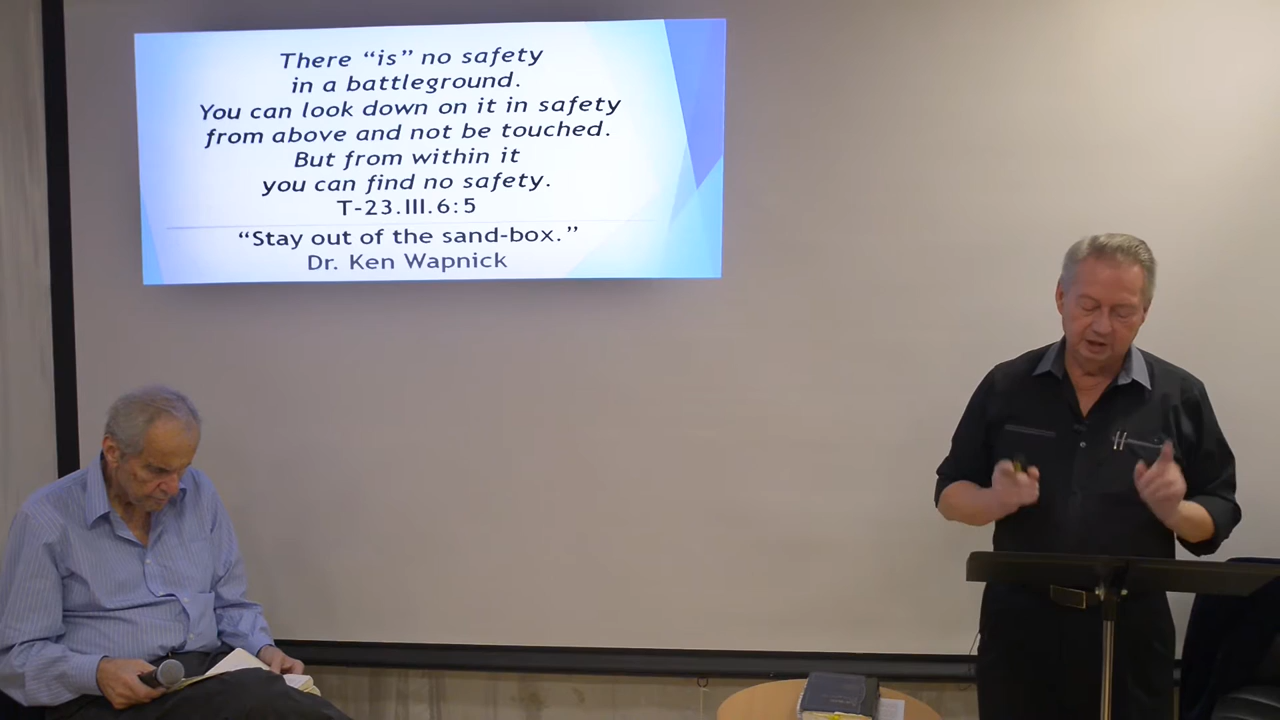 There “is” no safety
in a battleground.
You can look down on it in safety
from above and not be touched.
But from within it
you can find no safety.
T-23.III.6:5
“Stay out of the sand-box.”
Dr. Ken Wapnick